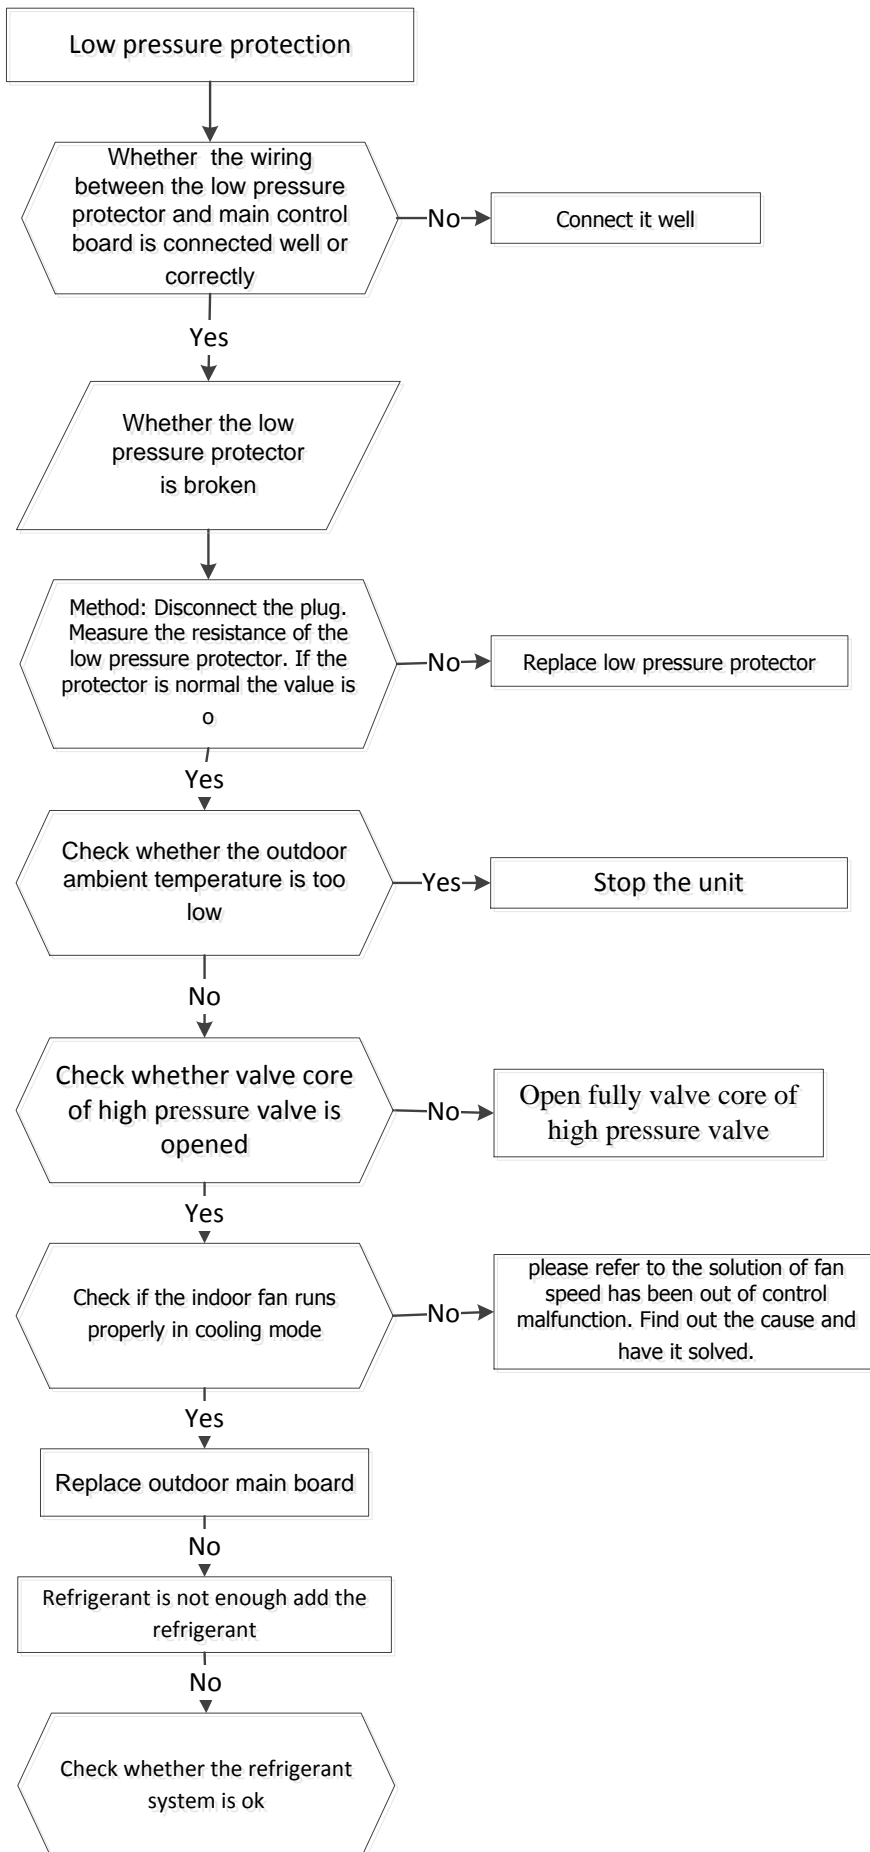 Low pressure protection
Whether the wiring
between the low pressure
protector and main control
board is connected well or
correctly
No
Connect it well
Yes
Whether the low
pressure protector
is broken
Method: Disconnect the plug.
Measure the resistance of the
low pressure protector. If the
protector is normal the value is
o
No
Replace low pressure protector
Yes
Check whether the outdoor
ambient temperature is too
low
Yes
Stop the unit
No
Check whether valve core
of high pressure valve is
opened
No
Open fully valve core of
high pressure valve
Yes
Check if the indoor fan runs
properly in cooling mode
No
please refer to the solution of fan
speed has been out of control
malfunction. Find out the cause and
have it solved.
Yes
Replace outdoor main board
No
Refrigerant is not enough add the
refrigerant
No
Check whether the refrigerant
system is ok